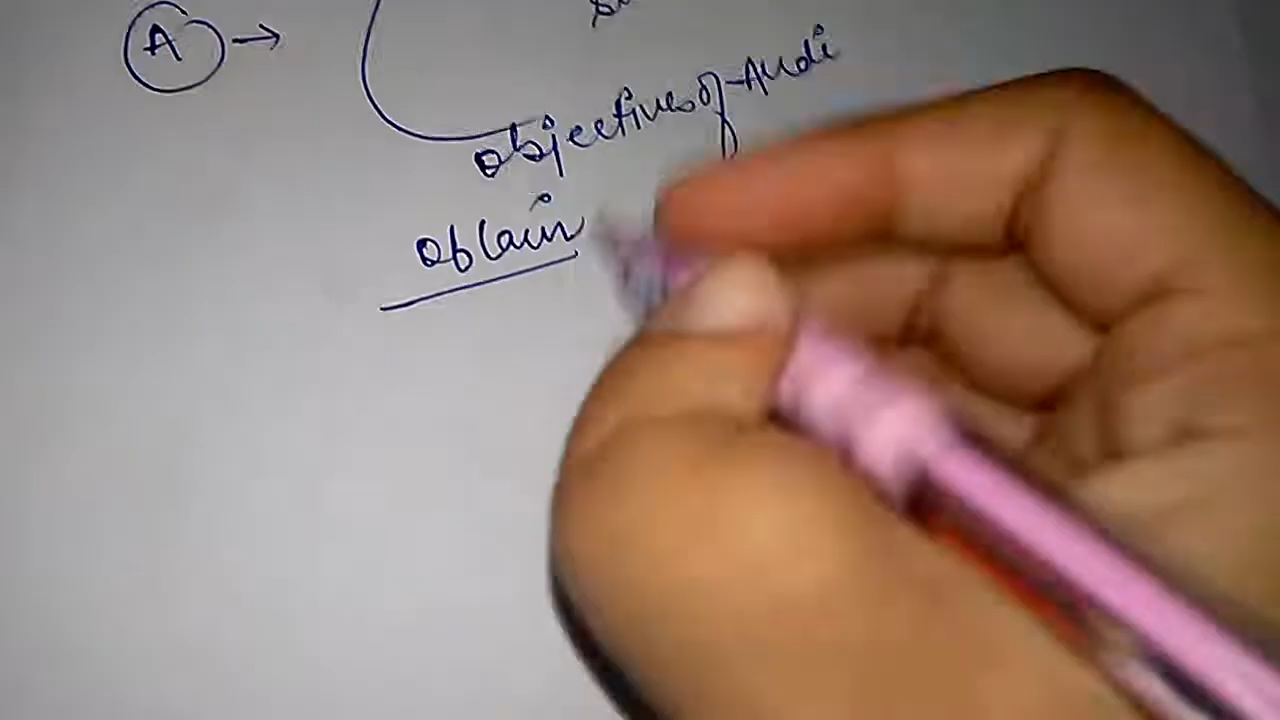 A →
objectives of Audi
obtain